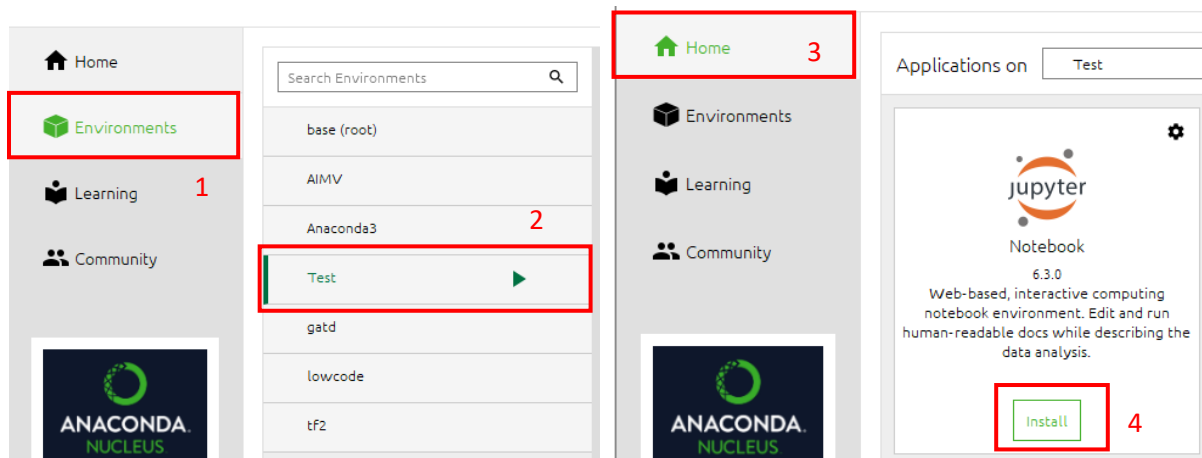 Home
Environments
1
Learning
Community
ANACONDA.
NUCLEUS
Search Environments
base (root)
AIMV
Anaconda3
2
Test
gatd
lowcode
tf2
Home
3
Environments
Learning
Community
ANACONDA.
NUCLEUS
Applications on Test
jupyter
Notebook
6.3.0
Web-based, interactive computing
notebook environment. Edit and run
human-readable docs while describing the
data analysis.
Install
4